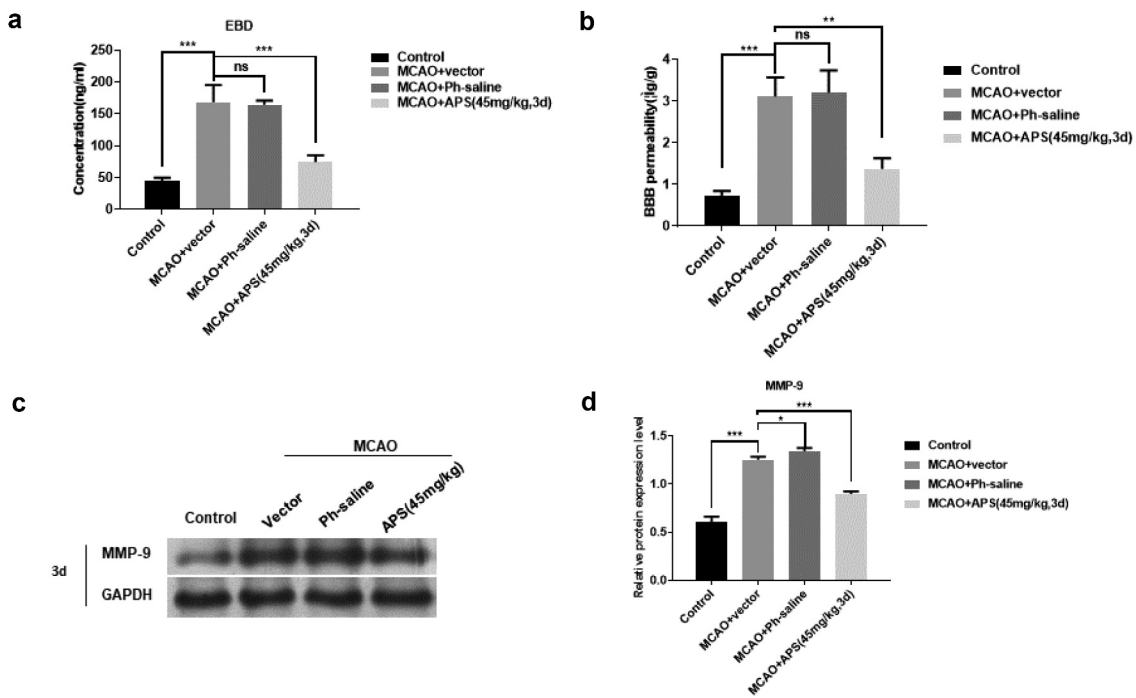 a
EBD
***
***
ns
Concentration(ng/ml)
250
200
150
100
50
0
Control
MCAO+vector
MCAO+Ph-saline
MCAO+APS(45mg/kg,3d)
Control
MCAO+vector
MCAO+Ph-saline
MCAO+APS(45mg/kg,3d)
b
**
***
ns
BBB permeability(¦Ìg/g)
4
3
2
1
0
Control
MCAO+vector
MCAO+Ph-saline
MCAO+APS(45mg/kg,3d)
Control
MCAO+vector
MCAO+Ph-saline
MCAO+APS(45mg/kg,3d)
c
MCAO
Control
Vector
Ph-saline
APS(45mg/kg)
3d
MMP-9
GAPDH
d
MMP-9
***
***
*
Relative protein expression level
1.5
1.0
0.5
0.0
Control
MCAO+vector
MCAO+Ph-saline
MCAO+APS(45mg/kg,3d)
Control
MCAO+vector
MCAO+Ph-saline
MCAO+APS(45mg/kg,3d)